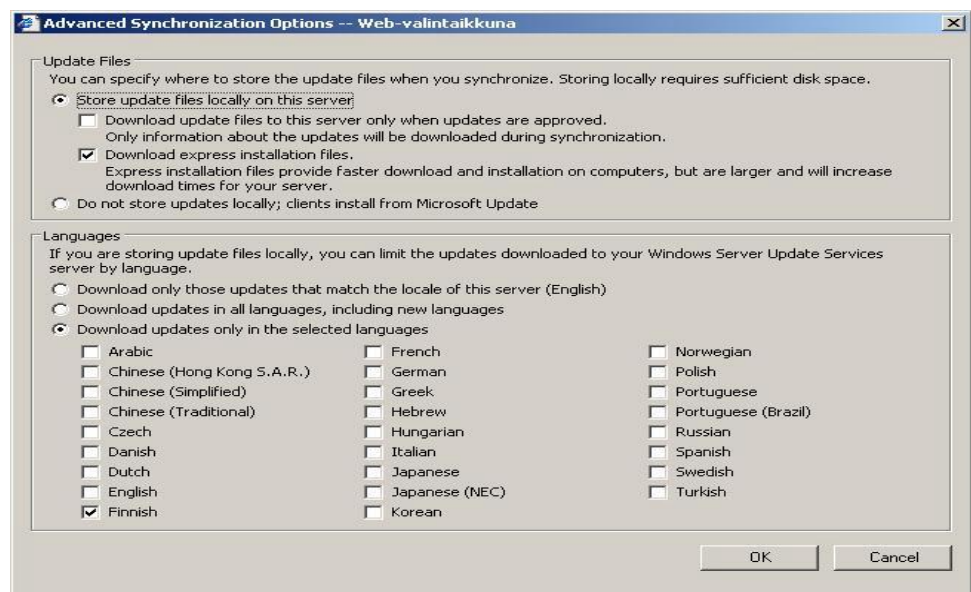 Advanced Synchronization Options -- Web-valintaikkuna
Update Files
You can specify where to store the update files when you synchronize. Storing locally requires sufficient disk space.
Store update files locally on this server
Download update files to this server only when updates are approved.
Only information about the updates will be downloaded during synchronization.
Download express installation files.
Express installation files provide faster download and installation on computers, but are larger and will increase
download times for your server.
Do not store updates locally; clients install from Microsoft Update
Languages
If you are storing update files locally, you can limit the updates downloaded to your Windows Server Update Services
server by language.
Download only those updates that match the locale of this server (English)
Download updates in all languages, including new languages
Download updates only in the selected languages
Arabic
Chinese (Hong Kong S.A.R.)
Chinese (Simplified)
Chinese (Traditional)
Czech
Danish
Dutch
English
Finnish
French
German
Greek
Hebrew
Hungarian
Italian
Japanese
Japanese (NEC)
Korean
Norwegian
Polish
Portuguese
Portuguese (Brazil)
Russian
Spanish
Swedish
Turkish
OK
Cancel